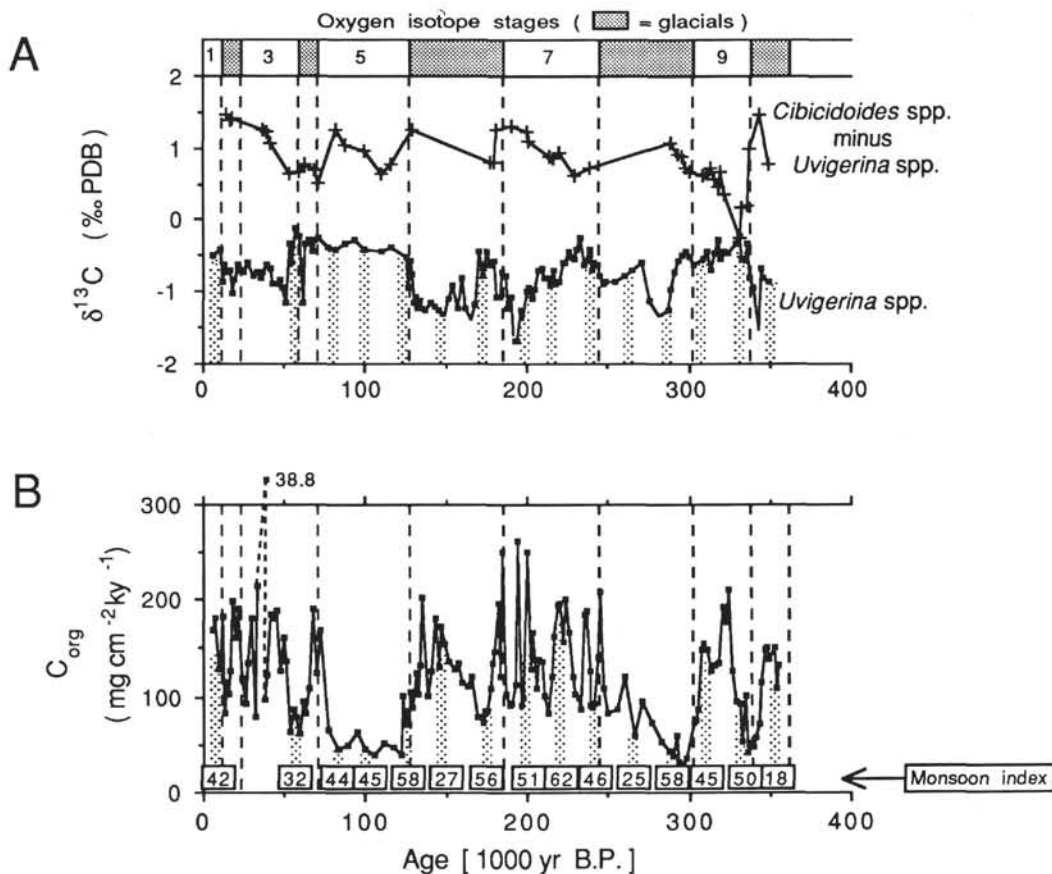 Oxygen isotope stages ( = glacials )
A
1 3 5 7 9
2
1
0
-1
-2
δ13C (‰ PDB)
Cibicidoides spp.
minus
Uvigerina spp.
Uvigerina spp.
0 100 200 300 400
B
38.8
300
200
100
0
Corg
( mg cm-2ky-1 )
42 32 44 45 58 27 56 51 62 46 25 58 45 50 18
Monsoon index
0 100 200 300 400
Age [ 1000 yr B.P. ]